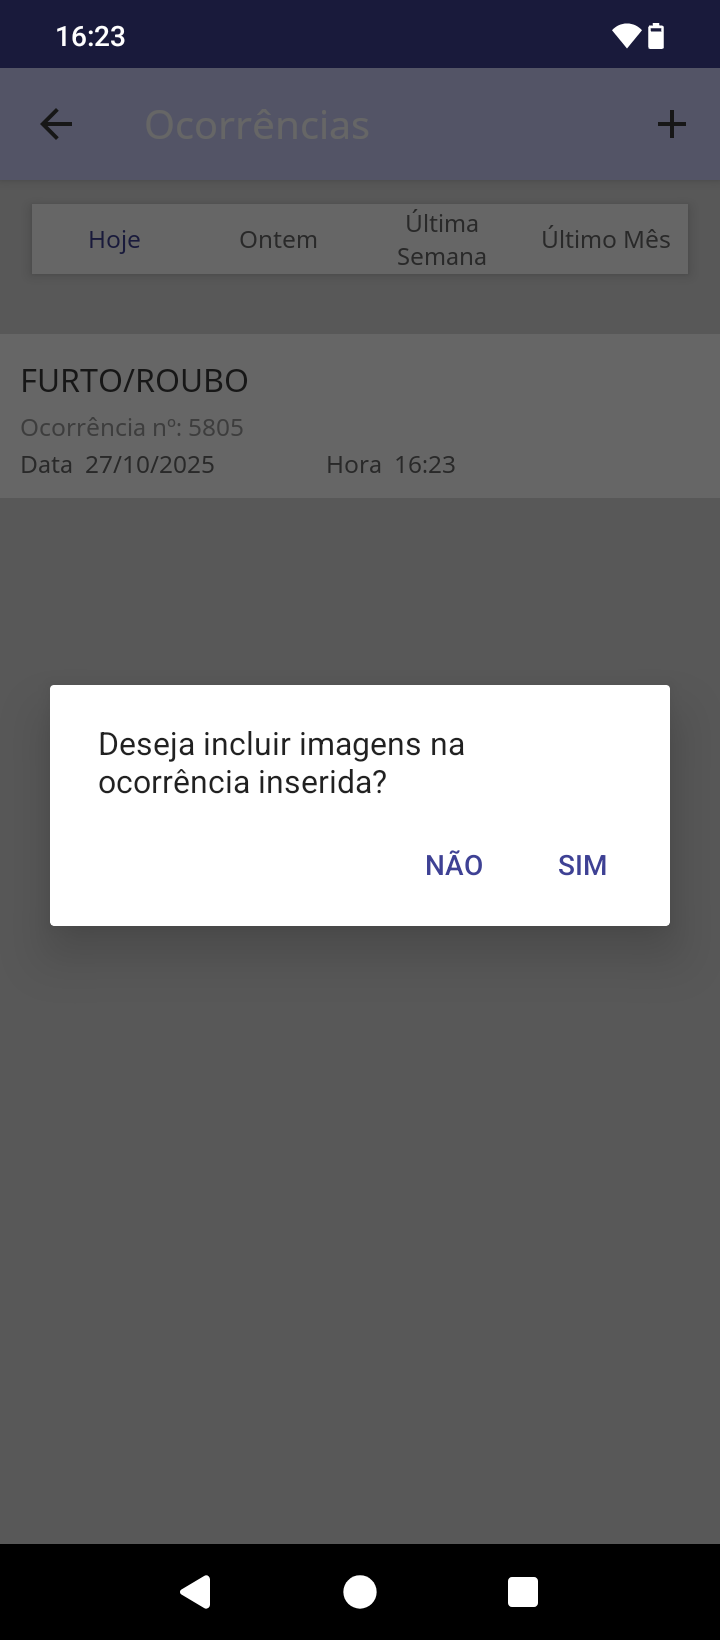 16:23
Ocorrências
Hoje
Ontem
Última
Semana
Último Mês
FURTO/ROUBO
Ocorrência nº: 5805
Data 27/10/2025 Hora 16:23
Deseja incluir imagens na
ocorrência inserida?
NÃO SIM